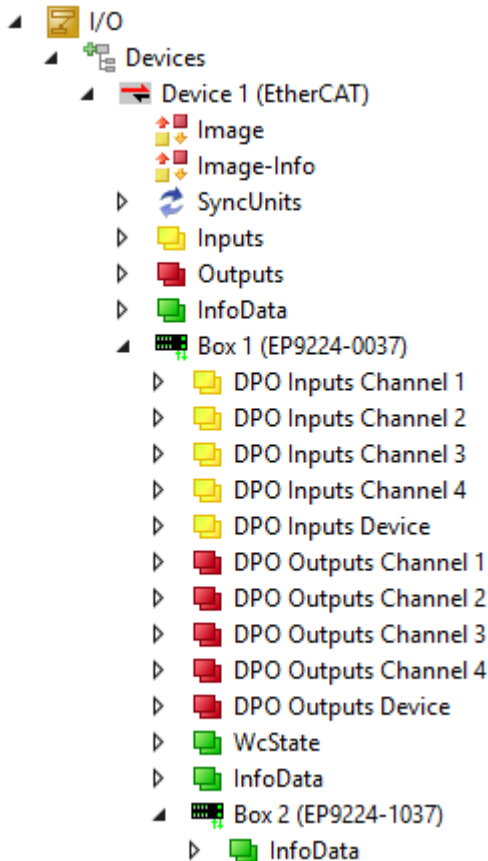 I/O
Devices
Device 1 (EtherCAT)
Image
Image-Info
SyncUnits
Inputs
Outputs
InfoData
Box 1 (EP9224-0037)
DPO Inputs Channel 1
DPO Inputs Channel 2
DPO Inputs Channel 3
DPO Inputs Channel 4
DPO Inputs Device
DPO Outputs Channel 1
DPO Outputs Channel 2
DPO Outputs Channel 3
DPO Outputs Channel 4
DPO Outputs Device
WcState
InfoData
Box 2 (EP9224-1037)
InfoData